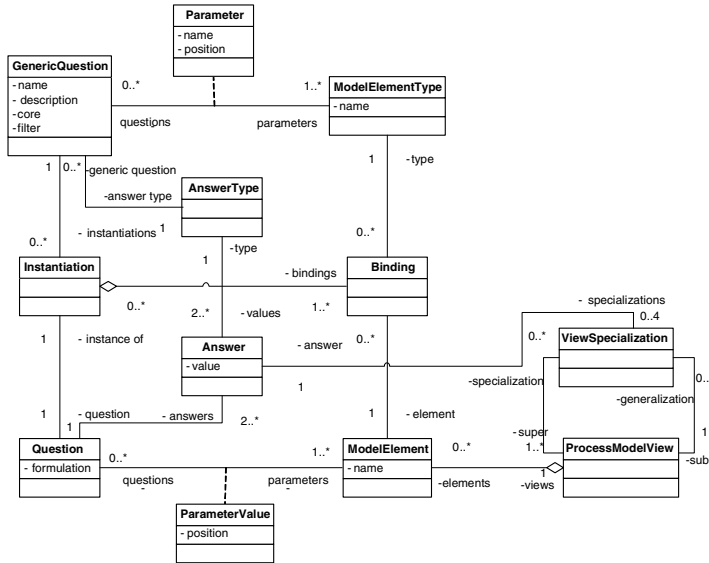 Parameter
- name
- position
GenericQuestion
- name
- description
-core
-filter
0..*
1..*
questions
parameters
ModelElementType
- name
1
0..*
-generic question
-answer type
1
AnswerType
1
-type
0..*
- instantiations
1
-type
0..*
Instantiation
- bindings
Binding
0..*
1..*
2..*
- values
- specializations
0..4
0..*
ViewSpecialization
1
- instance of
Answer
- value
- answer
1
0..*
-specialization
0..
-generalization
1
1
- question
- answers
2..*
1
- element
-super
1..*
1
-sub
Question
- formulation
0..*
questions
-
1..*
parameters
-
ModelElement
- name
0..*
-elements
1
-views
ProcessModelView
ParameterValue
- position